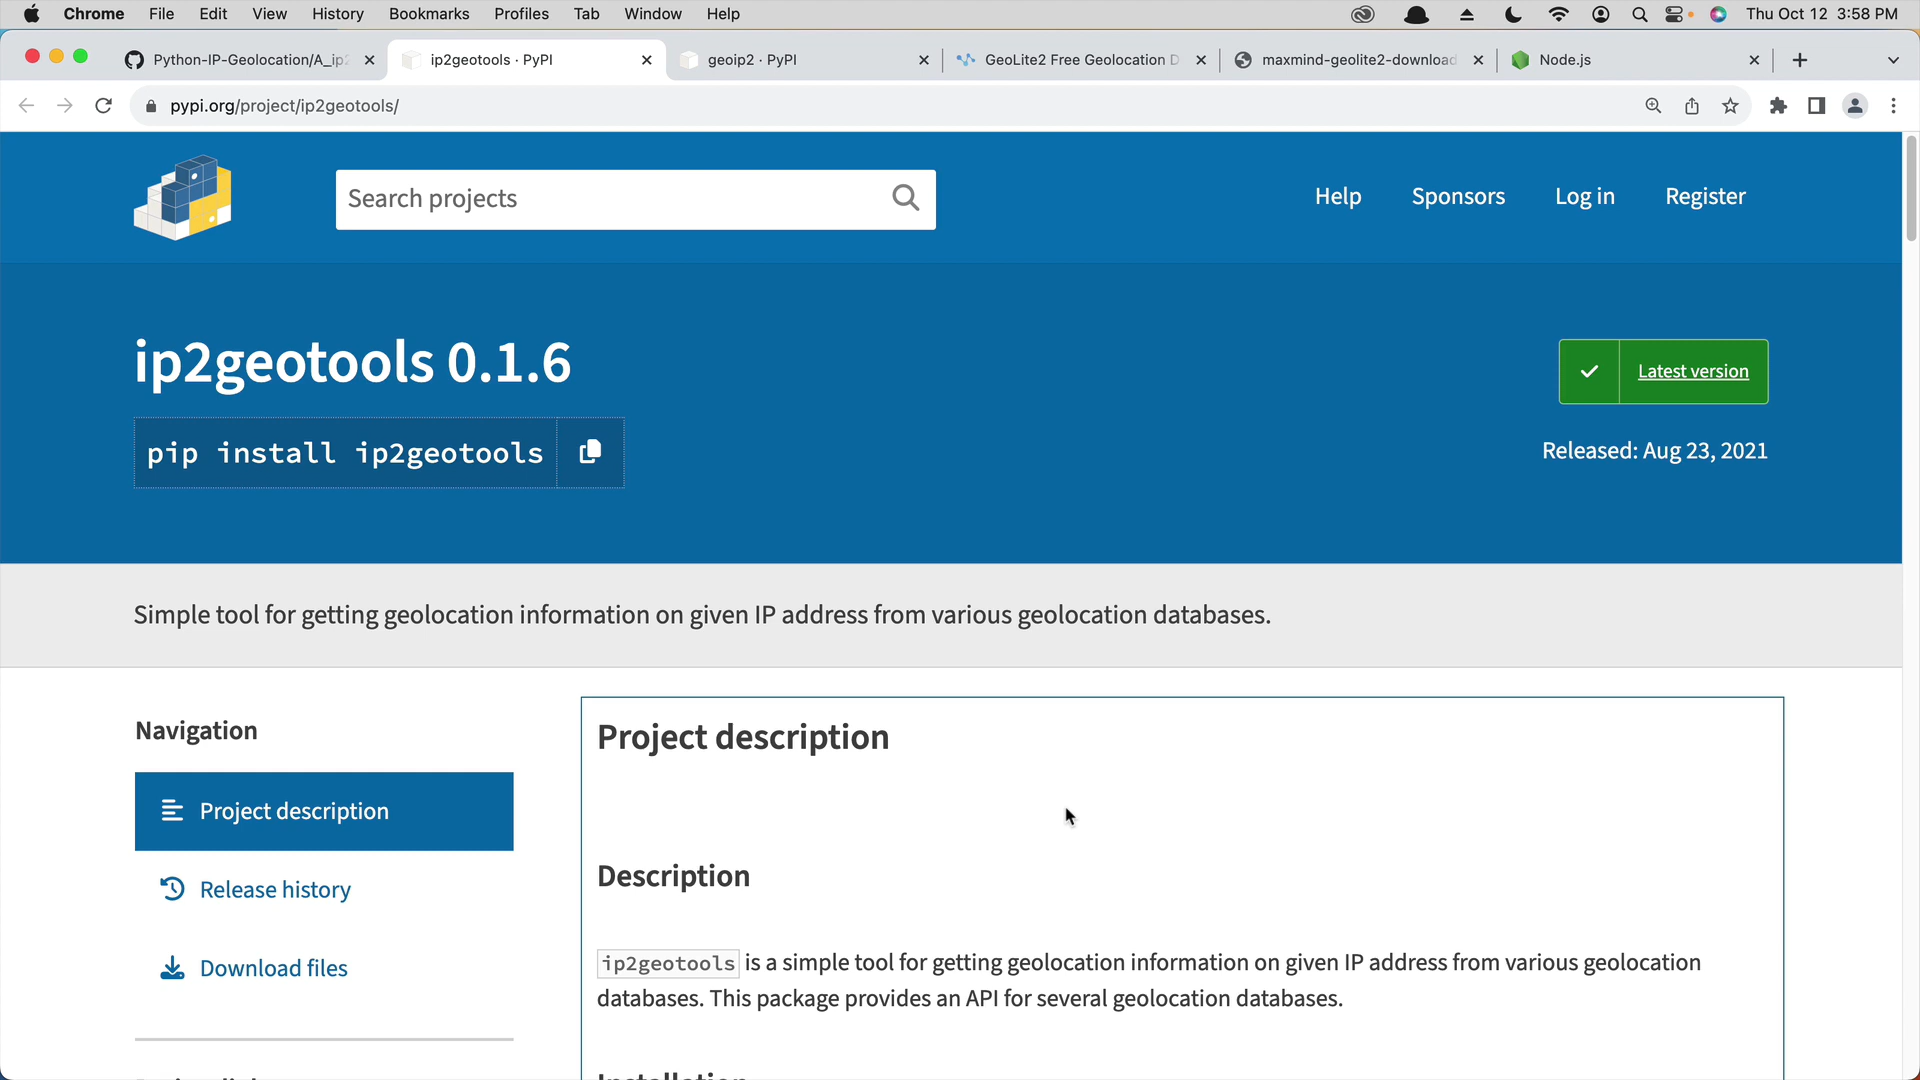 Chrome File Edit View History Bookmarks Profiles Tab Window Help Thu Oct 12 3:58 PM
Python-IP-Geolocation/A_ip2 ip2geotools · PyPI geoip2 · PyPI GeoLite2 Free Geolocation D maxmind-geolite2-download Node.js
pypi.org/project/ip2geotools/
Search projects
Help Sponsors Log in Register
ip2geotools 0.1.6
Latest version
pip install ip2geotools
Released: Aug 23, 2021
Simple tool for getting geolocation information on given IP address from various geolocation databases.
Navigation
Project description
Release history
Download files
Project description
Description
ip2geotools is a simple tool for getting geolocation information on given IP address from various geolocation
databases. This package provides an API for several geolocation databases.
Installation